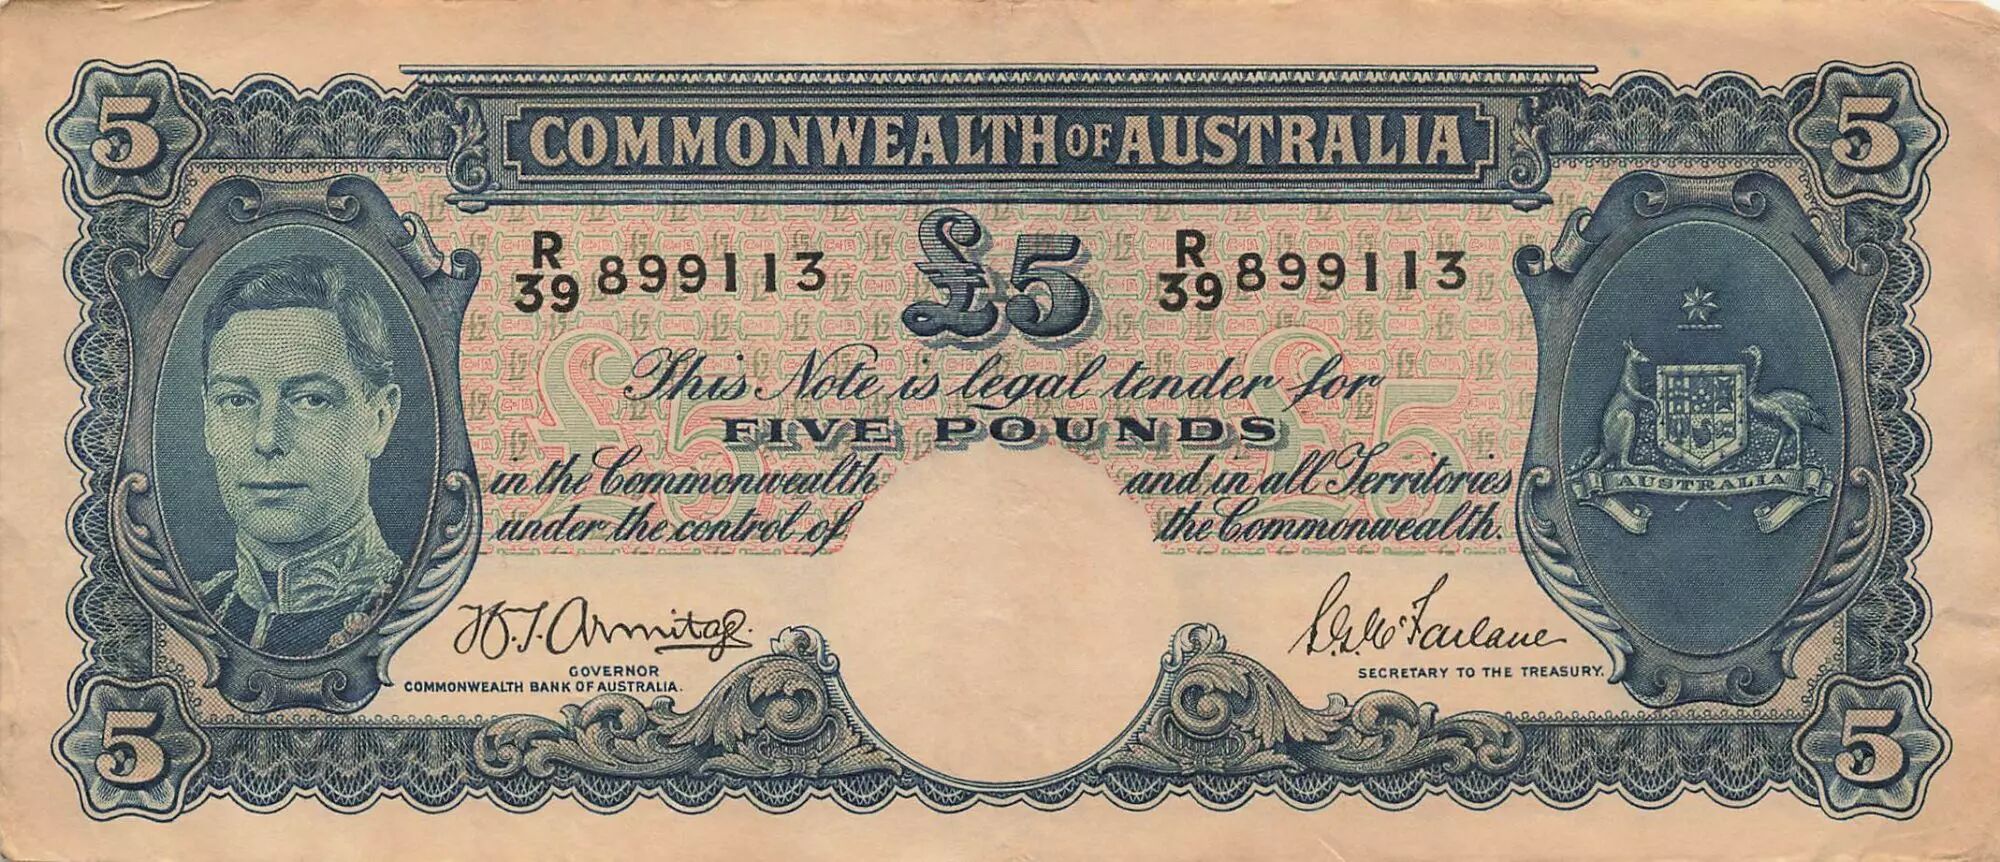 5 5
COMMONWEALTH OF AUSTRALIA
R/39 899113 £5 R/39 899113
This Note is legal tender for
FIVE POUNDS
in the Commonwealth and in all Territories
under the control of the Commonwealth.
AUSTRALIA
H.T. Armitage. S.G. McFarlane
GOVERNOR
COMMONWEALTH BANK OF AUSTRALIA.
SECRETARY TO THE TREASURY.
5 5